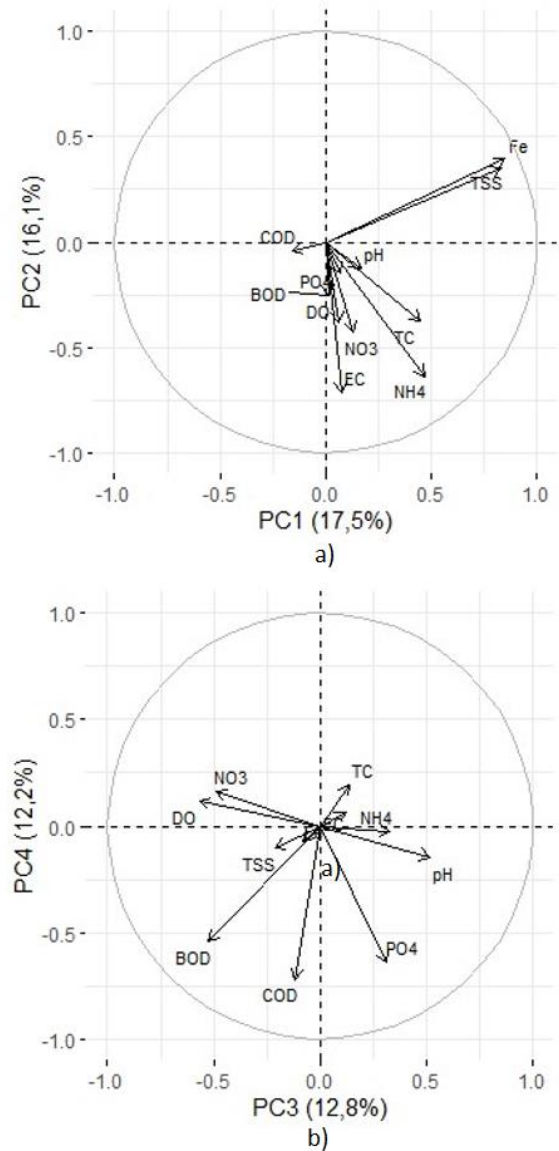 1.0
0.5
0.0
-0.5
-1.0
PC2 (16,1%)
Fe
TSS
COD
pH
PO4
BOD
DO
TC
NO3
EC
NH4
-1.0 -0.5 0.0 0.5 1.0
PC1 (17,5%)
a)
1.0
0.5
0.0
-0.5
-1.0
PC4 (12,2%)
TC
NO3
DO
NH4
TSS
a)
pH
BOD
PO4
COD
-1.0 -0.5 0.0 0.5 1.0
PC3 (12,8%)
b)